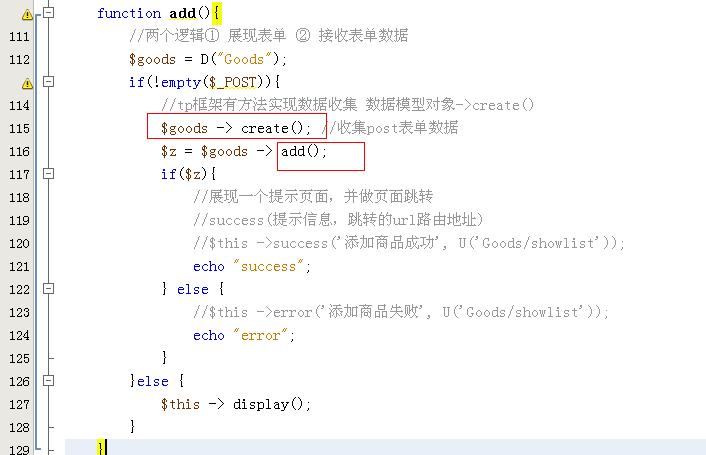 function add(){
111 //两个逻辑① 展现表单 ② 接收表单数据
112 $goods = D("Goods");
if(!empty($_POST)){
114 //tp框架有方法实现数据收集 数据模型对象->create()
115 $goods -> create(); //收集post表单数据
116 $z = $goods -> add();
117 if($z){
118 //展现一个提示页面，并做页面跳转
119 //success(提示信息，跳转的url路由地址)
120 //$this ->success('添加商品成功', U('Goods/showlist'));
121 echo "success";
122 } else {
123 //$this ->error('添加商品失败', U('Goods/showlist'));
124 echo "error";
125 }
126 }else {
127 $this -> display();
128 }
129 }